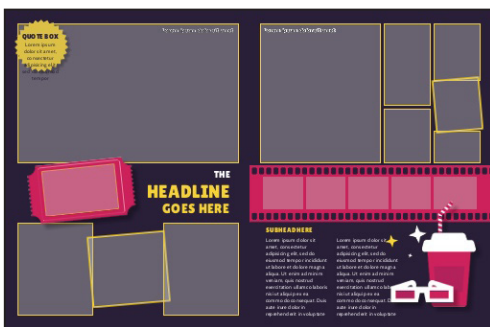 QUOTE BOX
Lorem ipsum
dolor sit amet,
consectetur
adipiscing elit,
THE
HEADLINE
GOES HERE
SUBHEAD HERE
Lorem ipsum dolor sit
amet, consectetur
adipiscing elit, sed do
eiusmod tempor incididunt
ut labore et dolore magna
aliqua. Ut enim ad minim
veniam, quis nostrud
exercitation ullamco laboris
nisi ut aliquip ex ea
commodo consequat. Duis
aute irure dolor in
reprehenderit in voluptate
Lorem ipsum dolor sit
amet, consectetur
adipiscing elit, sed do
eiusmod tempor incididunt
ut labore et dolore magna
aliqua. Ut enim ad minim
veniam, quis nostrud
exercitation ullamco laboris
nisi ut aliquip ex ea
commodo consequat. Duis
aute irure dolor in
reprehenderit in voluptate